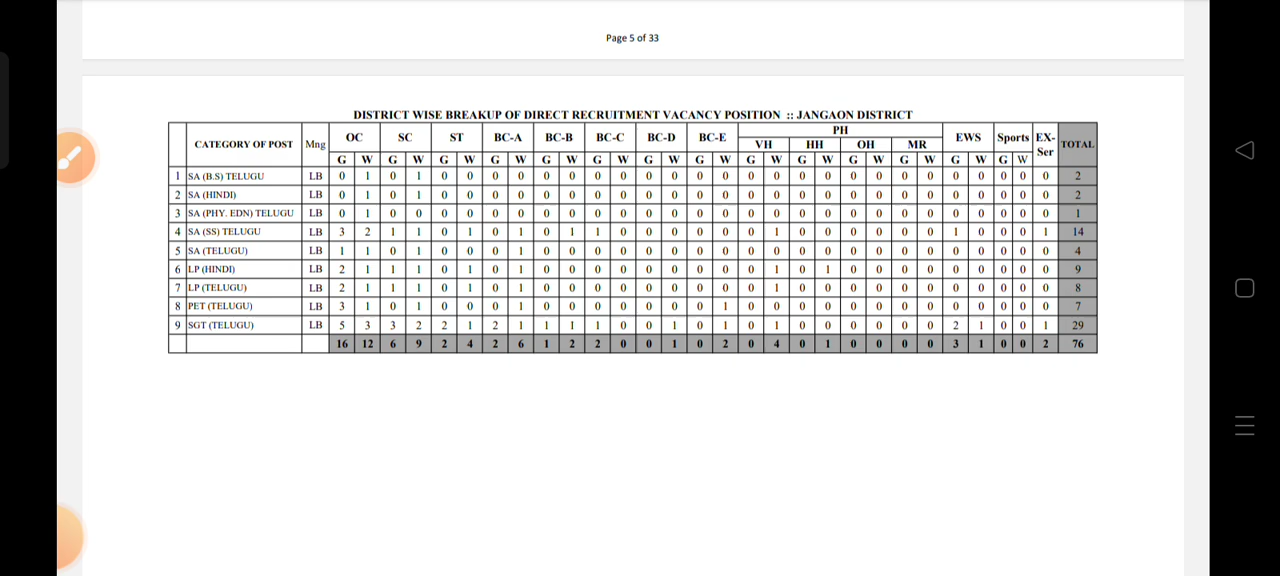 Page 5 of 33
DISTRICT WISE BREAKUP OF DIRECT RECRUITMENT VACANCY POSITION :: JANGAON DISTRICT
CATEGORY OF POST Mng OC SC ST BC-A BC-B BC-C BC-D BC-E PH EWS Sports EX-Ser TOTAL
VH HH OH MR
G W G W G W G W G W G W G W G W G W G W G W G W G W G W
1 SA (B.S) TELUGU LB 0 1 0 1 0 0 0 0 0 0 0 0 0 0 0 0 0 0 0 0 0 0 0 0 0 0 0 0 0 2
2 SA (HINDI) LB 0 1 0 1 0 0 0 0 0 0 0 0 0 0 0 0 0 0 0 0 0 0 0 0 0 0 0 0 0 2
3 SA (PHY. EDN) TELUGU LB 0 1 0 0 0 0 0 0 0 0 0 0 0 0 0 0 0 0 0 0 0 0 0 0 0 0 0 0 0 1
4 SA (SS) TELUGU LB 3 2 1 1 0 1 0 1 0 1 1 0 0 0 0 0 0 1 0 0 0 0 0 0 1 0 0 0 1 14
5 SA (TELUGU) LB 1 1 0 1 0 0 0 1 0 0 0 0 0 0 0 0 0 0 0 0 0 0 0 0 0 0 0 0 0 4
6 LP (HINDI) LB 2 1 1 1 0 1 0 1 0 0 0 0 0 0 0 0 0 1 0 1 0 0 0 0 0 0 0 0 0 9
7 LP (TELUGU) LB 2 1 1 1 0 1 0 1 0 0 0 0 0 0 0 0 0 1 0 0 0 0 0 0 0 0 0 0 0 8
8 PET (TELUGU) LB 3 1 0 1 0 0 0 1 0 0 0 0 0 0 0 1 0 0 0 0 0 0 0 0 0 0 0 0 0 7
9 SGT (TELUGU) LB 5 3 3 2 2 1 2 1 1 1 1 0 0 1 0 1 0 1 0 0 0 0 0 0 2 1 0 0 1 29
16 12 6 9 2 4 2 6 1 2 2 0 0 1 0 2 0 4 0 1 0 0 0 0 3 1 0 0 2 76